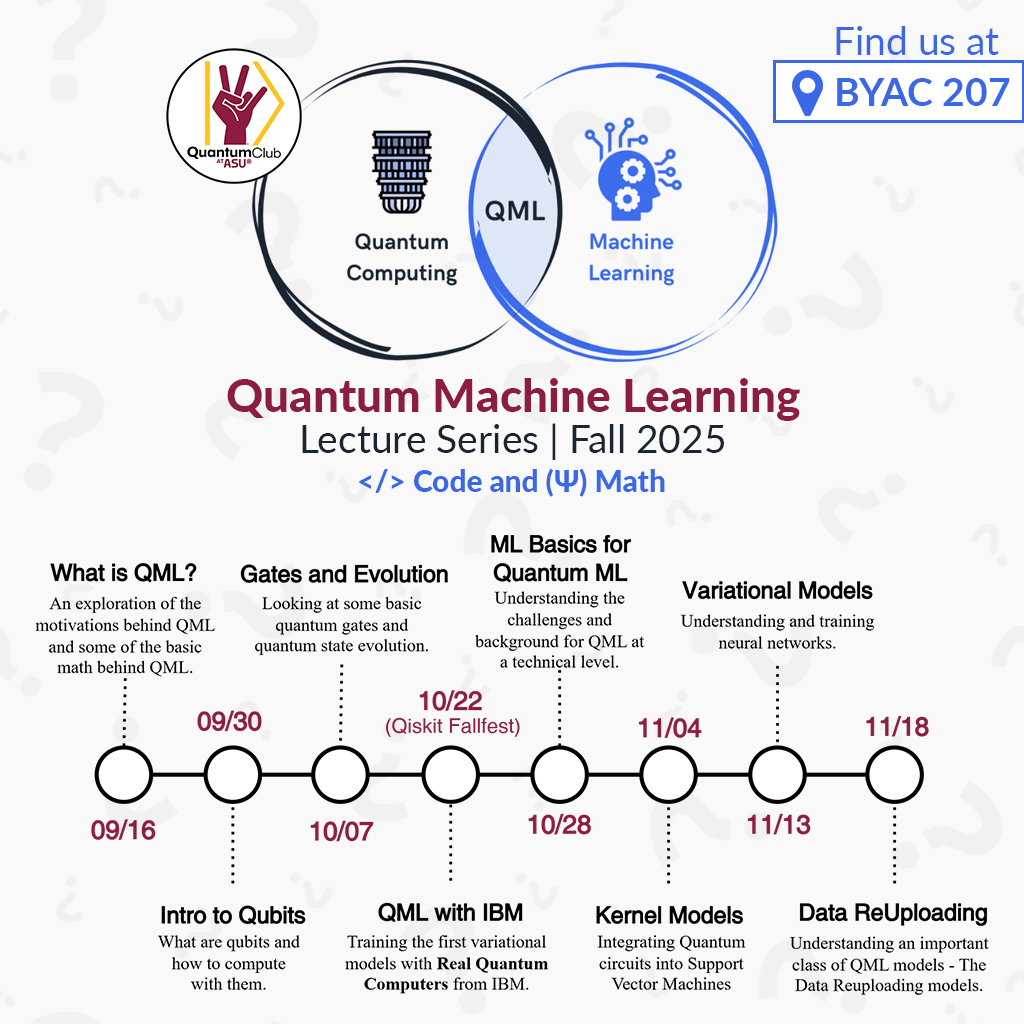 Find us at
BYAC 207
QuantumClub
AT ASU®
Quantum
Computing
QML
Machine
Learning
Quantum Machine Learning
Lecture Series | Fall 2025
</> Code and (Ψ) Math
What is QML?
An exploration of the
motivations behind QML
and some of the basic
math behind QML.
09/16
09/30
Intro to Qubits
What are qubits and
how to compute
with them.
Gates and Evolution
Looking at some basic
quantum gates and
quantum state evolution.
10/07
10/22
(Qiskit Fallfest)
QML with IBM
Training the first variational
models with Real Quantum
Computers from IBM.
ML Basics for
Quantum ML
Understanding the
challenges and
background for QML at
a technical level.
10/28
11/04
Kernel Models
Integrating Quantum
circuits into Support
Vector Machines
Variational Models
Understanding and training
neural networks.
11/13
11/18
Data ReUploading
Understanding an important
class of QML models - The
Data Reuploading models.